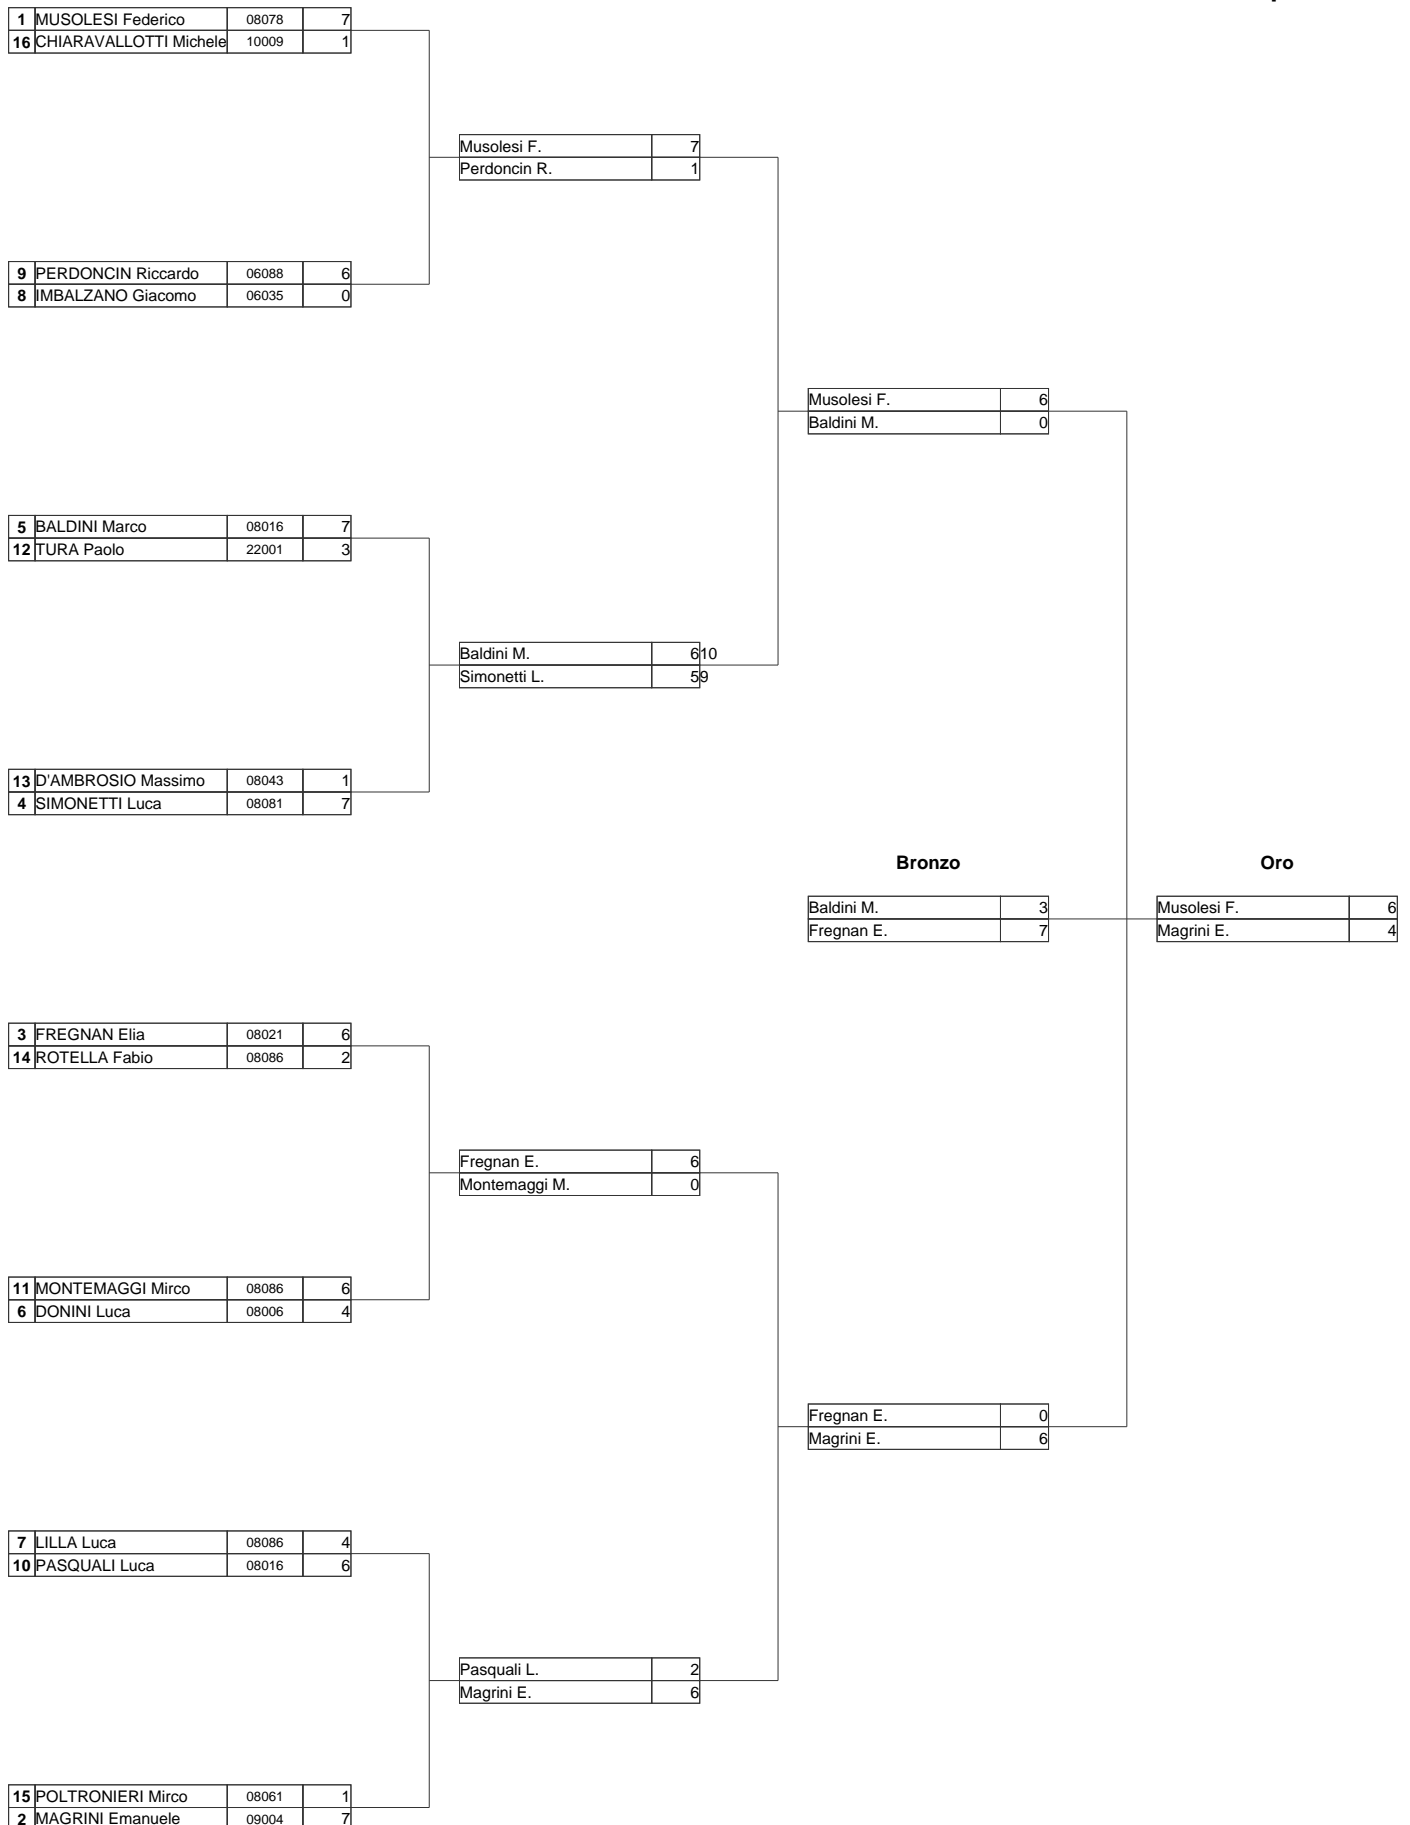 1 MUSOLESI Federico 08078 7
16 CHIARAVALLOTTI Michele 10009 1
Musolesi F. 7
Perdoncin R. 1
9 PERDONCIN Riccardo 06088 6
8 IMBALZANO Giacomo 06035 0
Musolesi F. 6
Baldini M. 0
5 BALDINI Marco 08016 7
12 TURA Paolo 22001 3
Baldini M. 6 10
Simonetti L. 5 9
13 D'AMBROSIO Massimo 08043 1
4 SIMONETTI Luca 08081 7
Bronzo Oro
Baldini M. 3 Musolesi F. 6
Fregnan E. 7 Magrini E. 4
3 FREGNAN Elia 08021 6
14 ROTELLA Fabio 08086 2
Fregnan E. 6
Montemaggi M. 0
11 MONTEMAGGI Mirco 08086 6
6 DONINI Luca 08006 4
Fregnan E. 0
Magrini E. 6
7 LILLA Luca 08086 4
10 PASQUALI Luca 08016 6
Pasquali L. 2
Magrini E. 6
15 POLTRONIERI Mirco 08061 1
2 MAGRINI Emanuele 09004 7